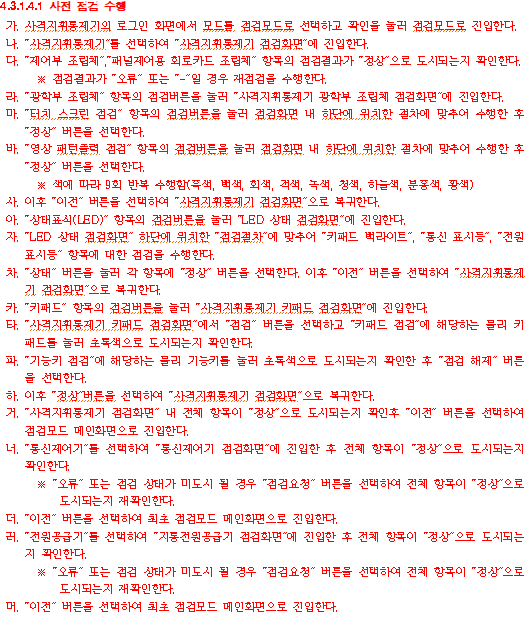 4.3.1.4.1 사전 점검 수행
가. 사격지휘통제기의 로그인 화면에서 모드를 점검모드로 선택하고 확인을 눌러 점검모드로 진입한다.
나. "사격지휘통제기"를 선택하여 "사격지휘통제기 점검화면"에 진입한다.
다. "제어부 조립체","패널제어용 회로카드 조립체" 항목의 점검결과가 "정상"으로 도시되는지 확인한다.
※ 점검결과가 "오류" 또는 "-"일 경우 재점검을 수행한다.
라. "광학부 조립체" 항목의 점검버튼을 눌러 "사격지휘통제기 광학부 조립체 점검화면"에 진입한다.
마. "터치 스크린 점검" 항목의 점검버튼을 눌러 점검화면 내 하단에 위치한 절차에 맞추어 수행한 후
"정상" 버튼을 선택한다.
바. "영상 패턴출력 점검" 항목의 점검버튼을 눌러 점검화면 내 하단에 위치한 절차에 맞추어 수행한 후
"정상" 버튼을 선택한다.
※ 색에 따라 9회 반복 수행함(흑색, 백색, 회색, 적색, 녹색, 청색, 하늘색, 분홍색, 황색)
사. 이후 "이전" 버튼을 선택하여 "사격지휘통제기 점검화면"으로 복귀한다.
아. "상태표시(LED)" 항목의 점검버튼을 눌러 "LED 상태 점검화면"에 진입한다.
자. "LED 상태 점검화면" 하단에 위치한 "점검절차"에 맞추어 "키패드 백라이트", "통신 표시등", "전원
표시등" 항목에 대한 점검을 수행한다.
차. "상태" 버튼을 눌러 각 항목에 "정상" 버튼을 선택한다. 이후 "이전" 버튼을 선택하여 "사격지휘통제
기 점검화면"으로 복귀한다.
카. "키패드" 항목의 점검버튼을 눌러 "사격지휘통제기 키패드 점검화면"에 진입한다.
타. "사격지휘통제기 키패드 점검화면"에서 "점검" 버튼을 선택하고 "키패드 점검"에 해당하는 물리 키
패드를 눌러 초록색으로 도시되는지 확인한다.
파. "기능키 점검"에 해당하는 물리 기능키를 눌러 초록색으로 도시되는지 확인한 후 "점검 해제" 버튼
을 선택한다.
하. 이후 "정상"버튼을 선택하여 "사격지휘통제기 점검화면"으로 복귀한다.
거. "사격지휘통제기 점검화면" 내 전체 항목이 "정상"으로 도시되는지 확인후 "이전" 버튼을 선택하여
점검모드 메인화면으로 진입한다.
너. "통신제어기"를 선택하여 "통신제어기 점검화면"에 진입한 후 전체 항목이 "정상"으로 도시되는지
확인한다.
※ "오류" 또는 점검 상태가 미도시 될 경우 "점검요청" 버튼을 선택하여 전체 항목이 "정상"으로
도시되는지 재확인한다.
더. "이전" 버튼을 선택하여 최초 점검모드 메인화면으로 진입한다.
러. "전원공급기"를 선택하여 "지통전원공급기 점검화면"에 진입한 후 전체 항목이 "정상"으로 도시되는
지 확인한다.
※ "오류" 또는 점검 상태가 미도시 될 경우 "점검요청" 버튼을 선택하여 전체 항목이 "정상"으로
도시되는지 재확인한다.
머. "이전" 버튼을 선택하여 최초 점검모드 메인화면으로 진입한다.